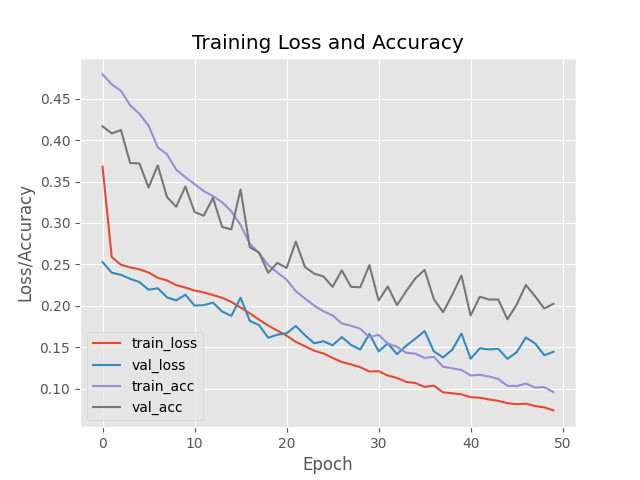 Training Loss and Accuracy
Loss/Accuracy
0.45
0.40
0.35
0.30
0.25
0.20
0.15
0.10
train_loss
val_loss
train_acc
val_acc
0 10 20 30 40 50
Epoch